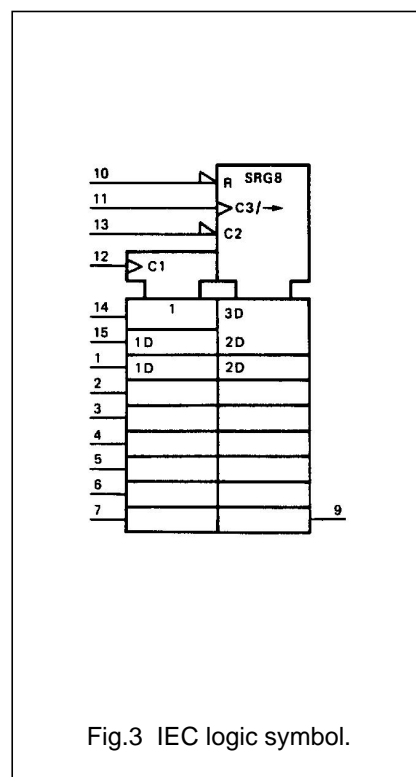 10 R SRG8
11 C3/→
13 C2
12 C1
14 1 3D
15 1D 2D
1 1D 2D
2
3
4
5
6
7 9
Fig.3 IEC logic symbol.